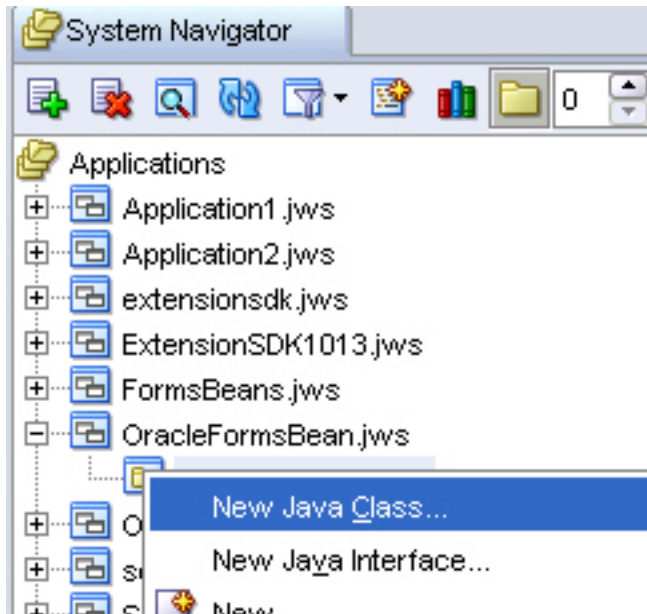 System Navigator
0
Applications
Application1.jws
Application2.jws
extensionsdk.jws
ExtensionSDK1013.jws
FormsBeans.jws
OracleFormsBean.jws
New Java Class...
O
New Java Interface...
S
New